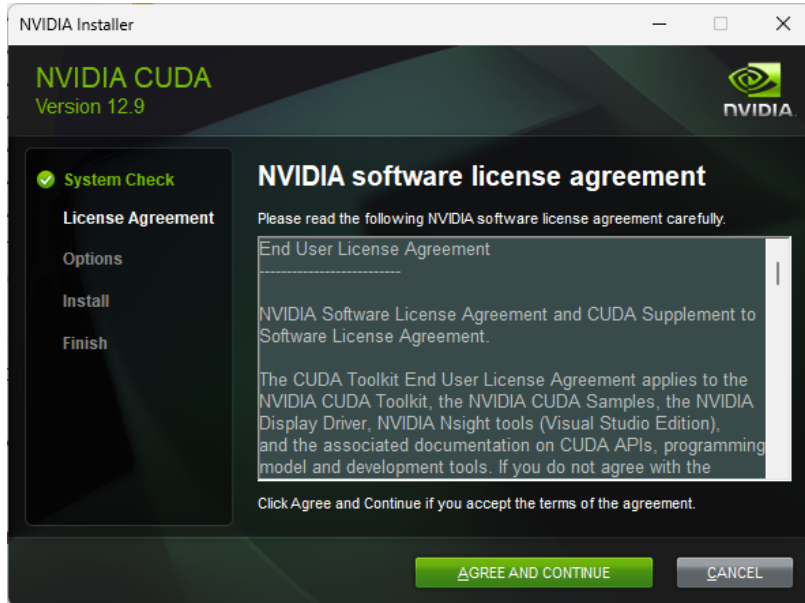 NVIDIA Installer
NVIDIA CUDA
Version 12.9
NVIDIA
System Check
License Agreement
Options
Install
Finish
NVIDIA software license agreement
Please read the following NVIDIA software license agreement carefully.
End User License Agreement
--------------------------
NVIDIA Software License Agreement and CUDA Supplement to
Software License Agreement.
The CUDA Toolkit End User License Agreement applies to the
NVIDIA CUDA Toolkit, the NVIDIA CUDA Samples, the NVIDIA
Display Driver, NVIDIA Nsight tools (Visual Studio Edition),
and the associated documentation on CUDA APIs, programming
model and development tools. If you do not agree with the
Click Agree and Continue if you accept the terms of the agreement.
AGREE AND CONTINUE
CANCEL